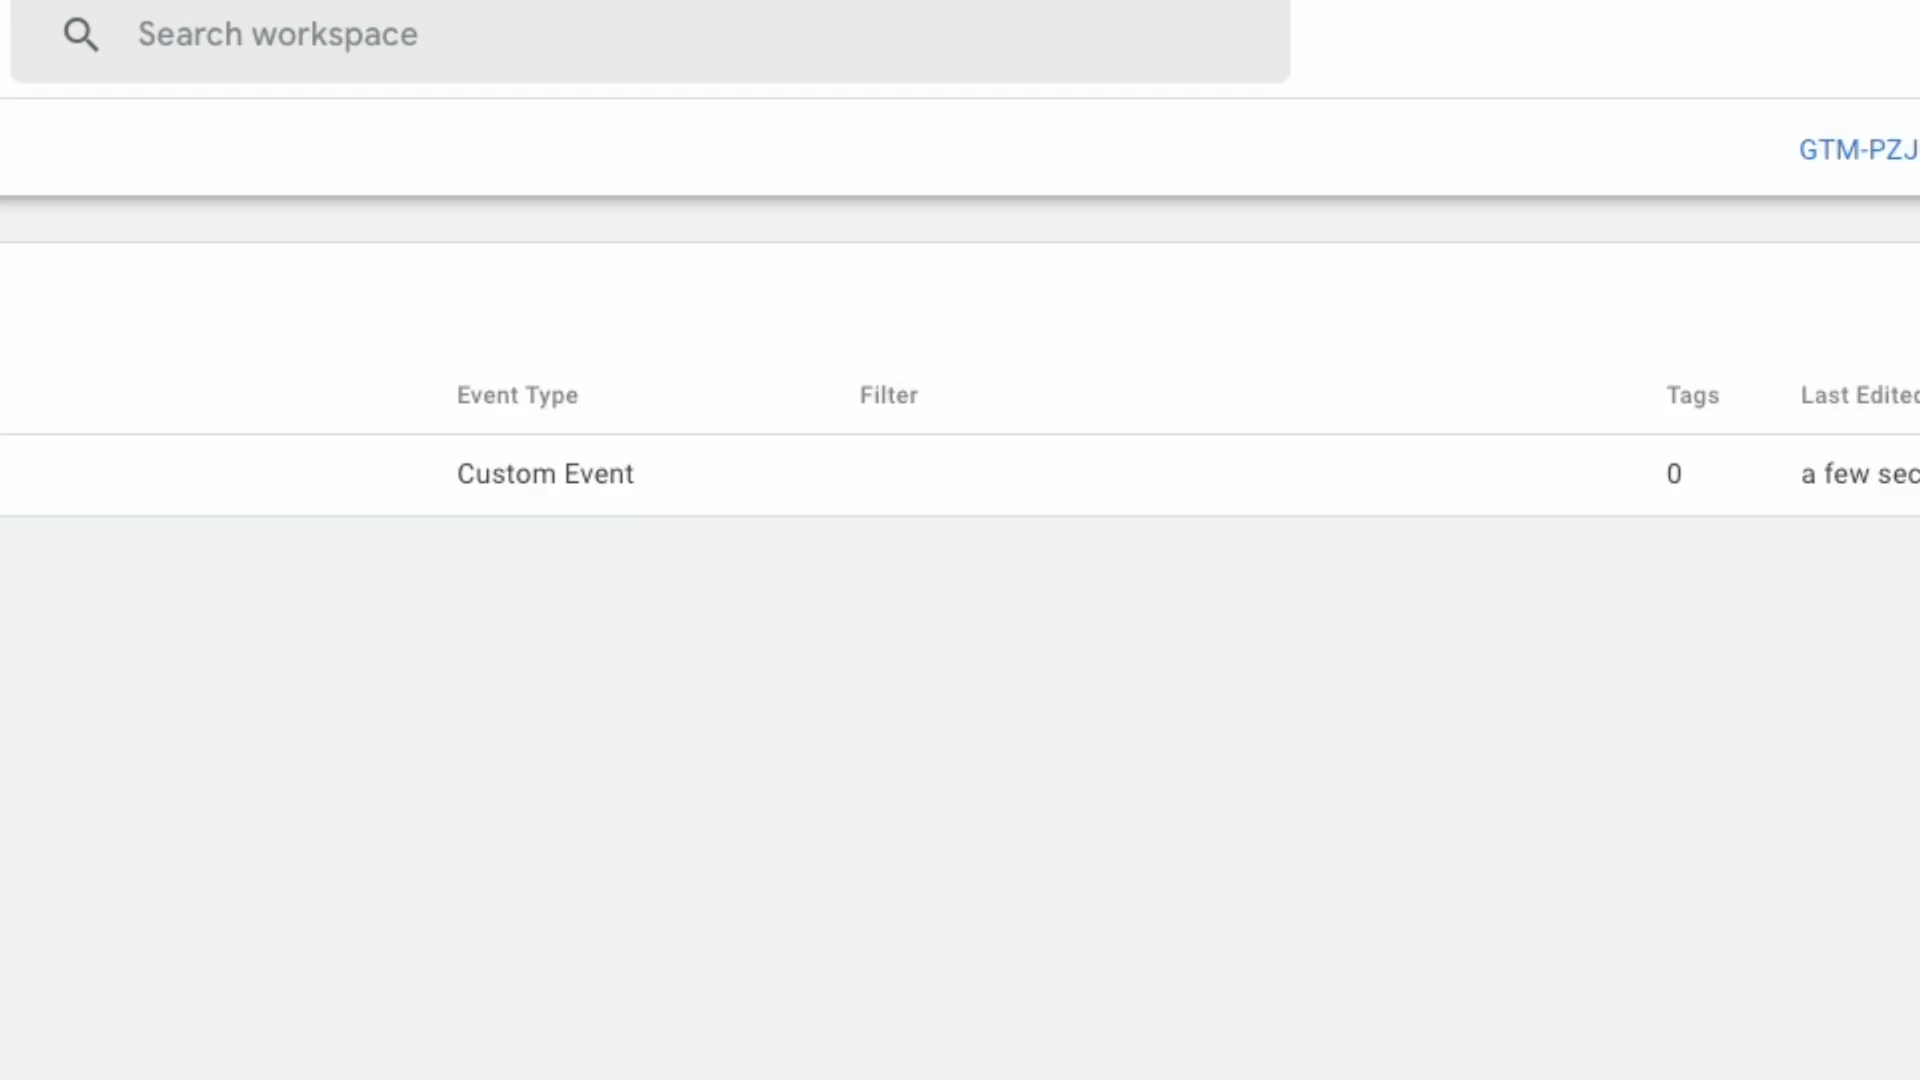 Search workspace
GTM-PZJ
Event Type Filter Tags Last Edited
Custom Event 0 a few sec